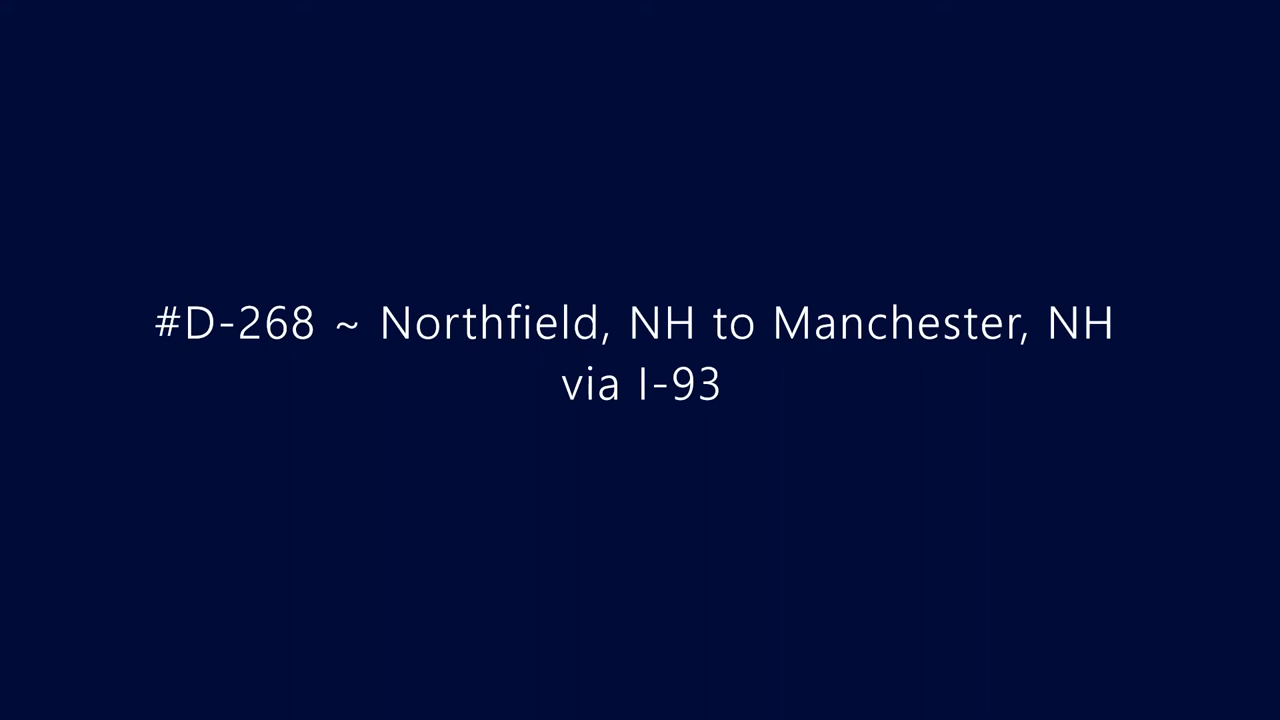 #D-268 ~ Northfield, NH to Manchester, NH
via I-93